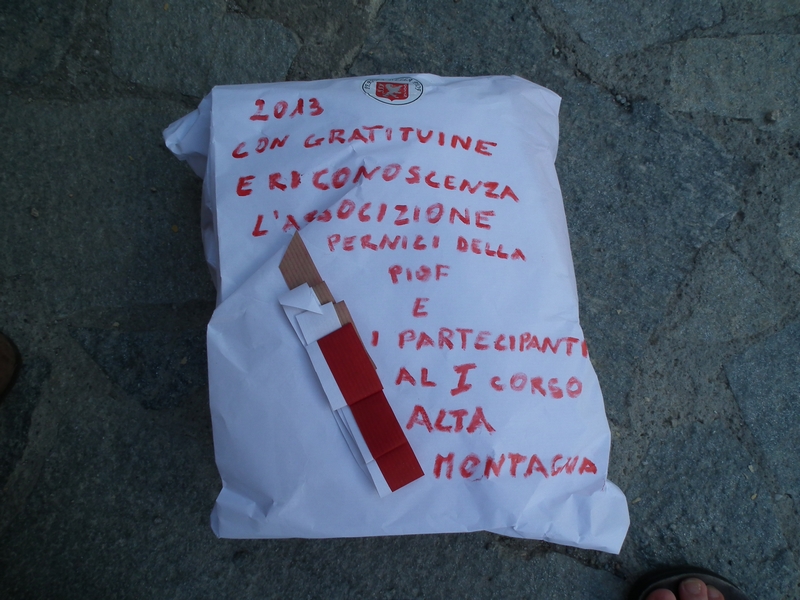 2013
CON GRATITUINE
E RICONOSCENZA
L'ASSOCIZIONE
PERNICI DELLA
PIOF
E
I PARTECIPANTI
AL I CORSO
ALTA
MONTAGNA